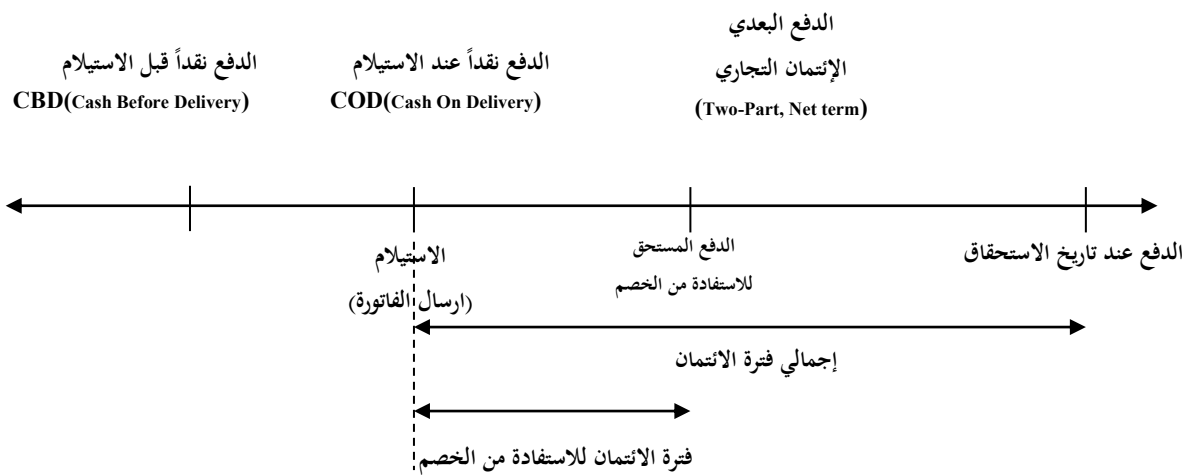 الدفع البعدي
الإئتمان التجاري
(Two-Part, Net term)
الدفع نقداً عند الاستيلام
COD(Cash On Delivery)
الدفع نقداً قبل الاستيلام
CBD(Cash Before Delivery)
الاستيلام
(ارسال الفاتورة)
الدفع المستحق
للاستفادة من الخصم
الدفع عند تاريخ الاستحقاق
إجمالي فترة الائتمان
فترة الائتمان للاستفادة من الخصم